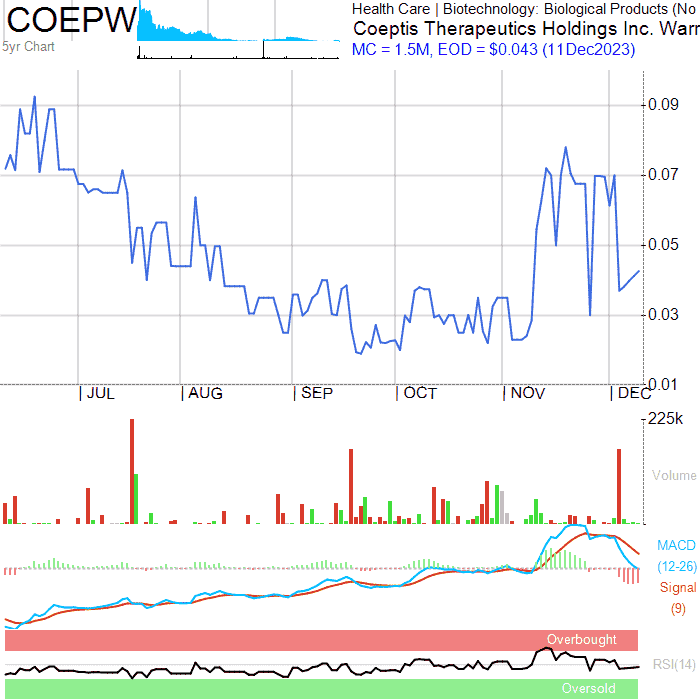 COEPW
5yr Chart
Health Care | Biotechnology: Biological Products (No
Coeptis Therapeutics Holdings Inc. Warr
MC = 1.5M, EOD = $0.043 (11Dec2023)
0.09
0.07
0.05
0.03
0.01
JUL AUG SEP OCT NOV DEC
225k
Volume
MACD
(12-26)
Signal
(9)
Overbought
RSI(14)
Oversold